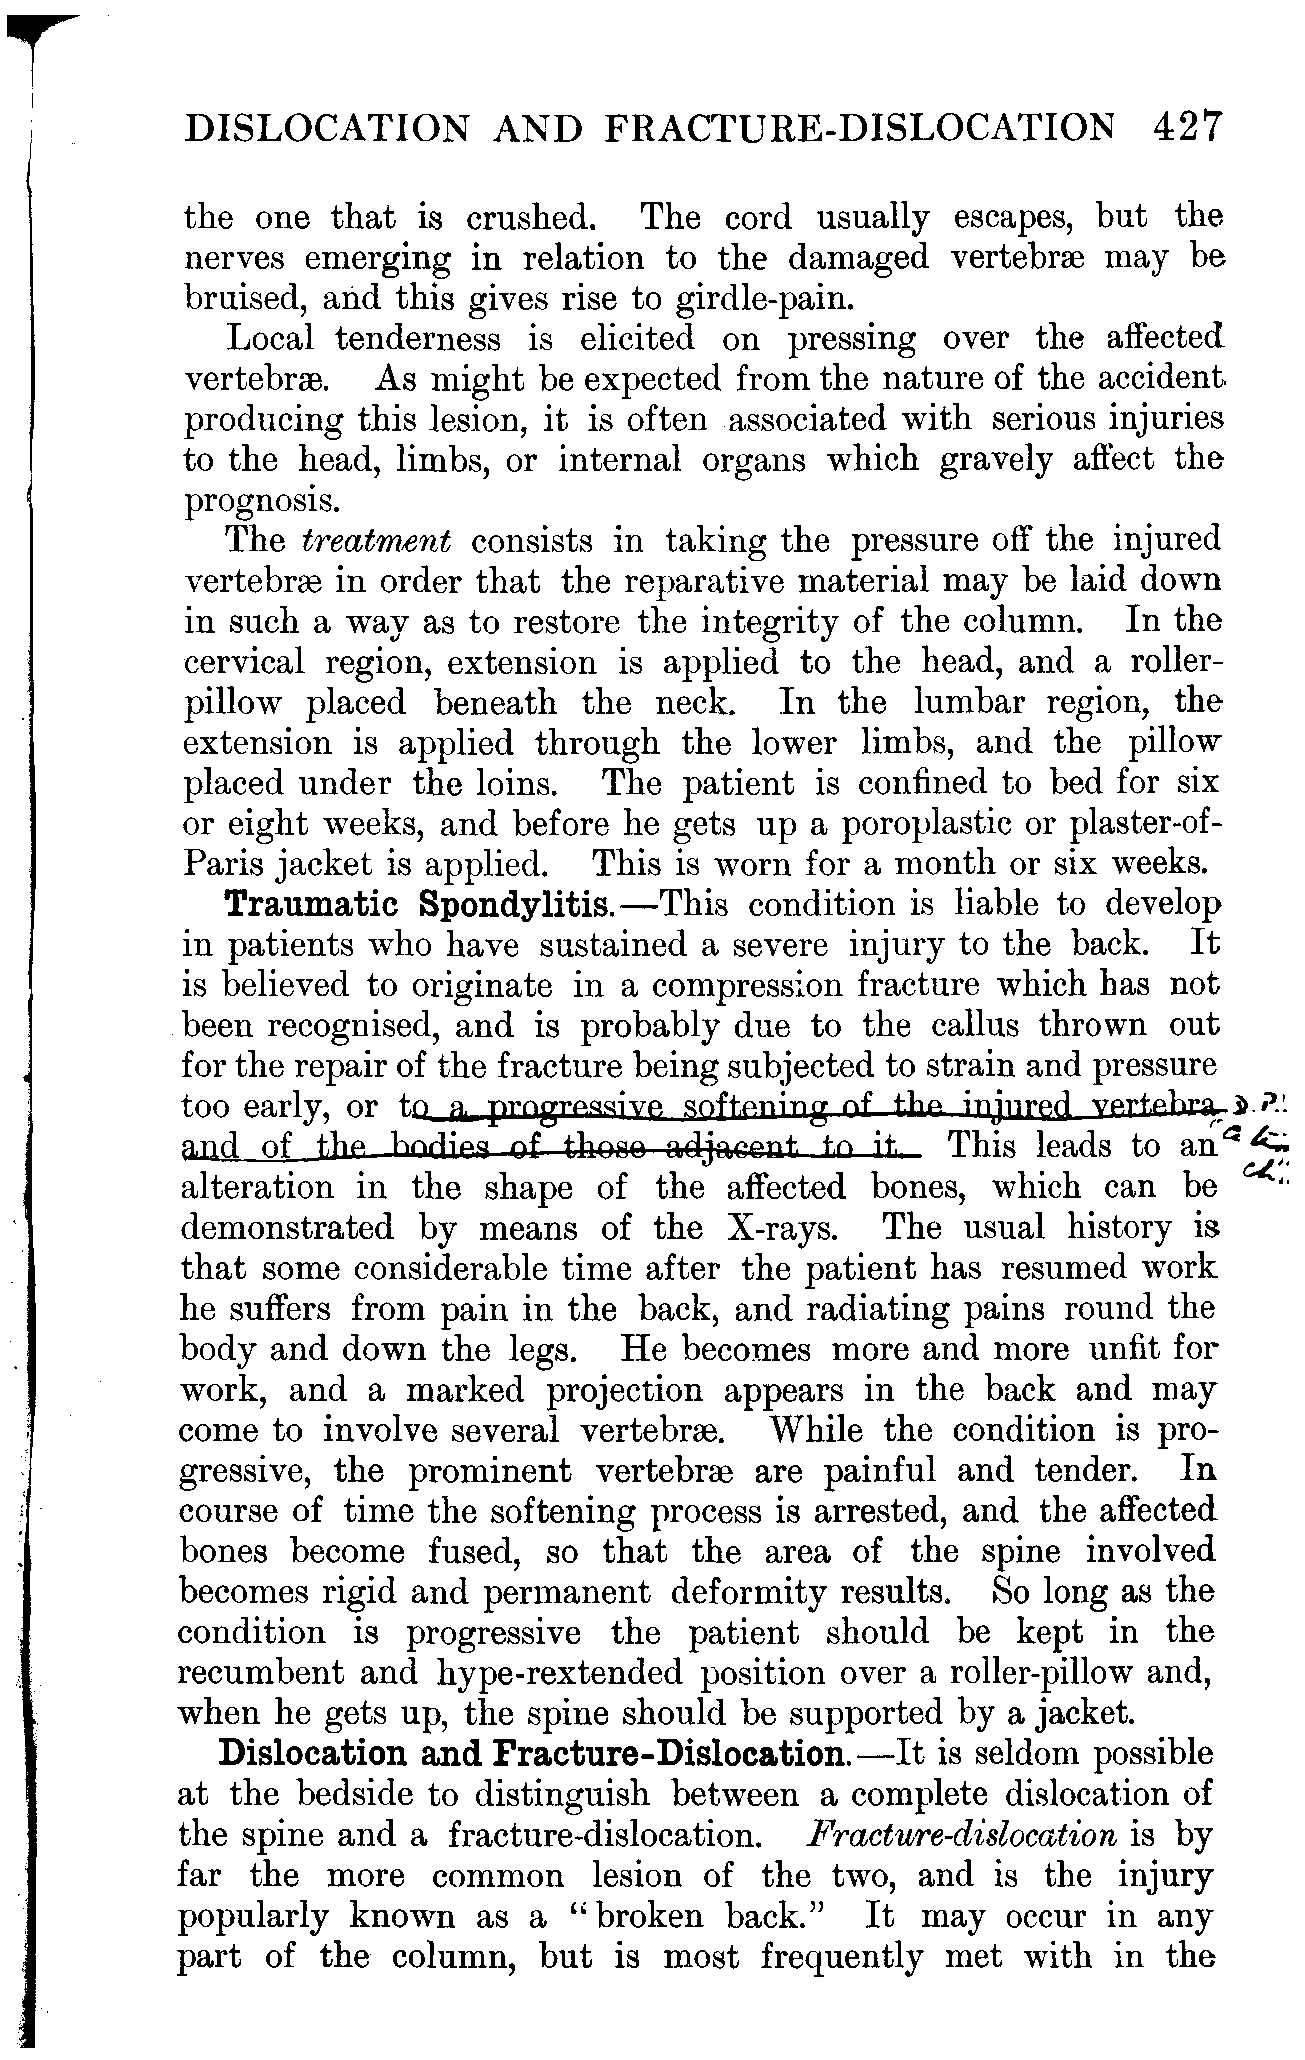 DISLOCATION AND FRACTURE-DISLOCATION 427
the one that is crushed. The cord usually escapes, but the
nerves emerging in relation to the damaged vertebræ may be
bruised, and this gives rise to girdle-pain.
Local tenderness is elicited on pressing over the affected
vertebræ. As might be expected from the nature of the accident
producing this lesion, it is often associated with serious injuries
to the head, limbs, or internal organs which gravely affect the
prognosis.
The treatment consists in taking the pressure off the injured
vertebræ in order that the reparative material may be laid down
in such a way as to restore the integrity of the column. In the
cervical region, extension is applied to the head, and a roller-
pillow placed beneath the neck. In the lumbar region, the
extension is applied through the lower limbs, and the pillow
placed under the loins. The patient is confined to bed for six
or eight weeks, and before he gets up a poroplastic or plaster-of-
Paris jacket is applied. This is worn for a month or six weeks.
Traumatic Spondylitis.—This condition is liable to develop
in patients who have sustained a severe injury to the back. It
is believed to originate in a compression fracture which has not
been recognised, and is probably due to the callus thrown out
for the repair of the fracture being subjected to strain and pressure
too early, or to a progressive softening of the injured vertebra
and of the bodies of those adjacent to it. This leads to an
alteration in the shape of the affected bones, which can be
demonstrated by means of the X-rays. The usual history is
that some considerable time after the patient has resumed work
he suffers from pain in the back, and radiating pains round the
body and down the legs. He becomes more and more unfit for
work, and a marked projection appears in the back and may
come to involve several vertebræ. While the condition is pro-
gressive, the prominent vertebræ are painful and tender. In
course of time the softening process is arrested, and the affected
bones become fused, so that the area of the spine involved
becomes rigid and permanent deformity results. So long as the
condition is progressive the patient should be kept in the
recumbent and hype-rextended position over a roller-pillow and,
when he gets up, the spine should be supported by a jacket.
Dislocation and Fracture-Dislocation.—It is seldom possible
at the bedside to distinguish between a complete dislocation of
the spine and a fracture-dislocation. Fracture-dislocation is by
far the more common lesion of the two, and is the injury
popularly known as a “broken back.” It may occur in any
part of the column, but is most frequently met with in the